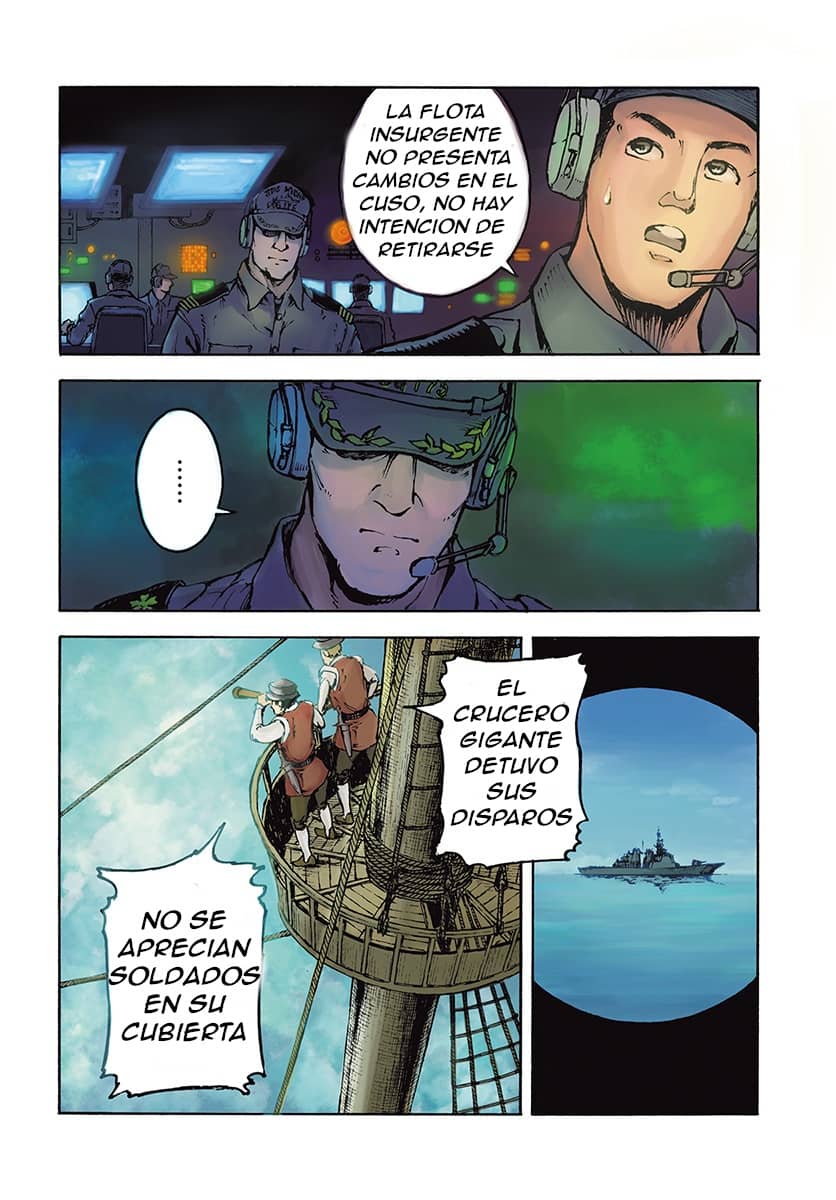 LA FLOTA
INSURGENTE
NO PRESENTA
CAMBIOS EN EL
CUSO, NO HAY
INTENCION DE
RETIRARSE
......
EL
CRUCERO
GIGANTE
DETUVO
SUS
DISPAROS
NO SE
APRECIAN
SOLDADOS
EN SU
CUBIERTA